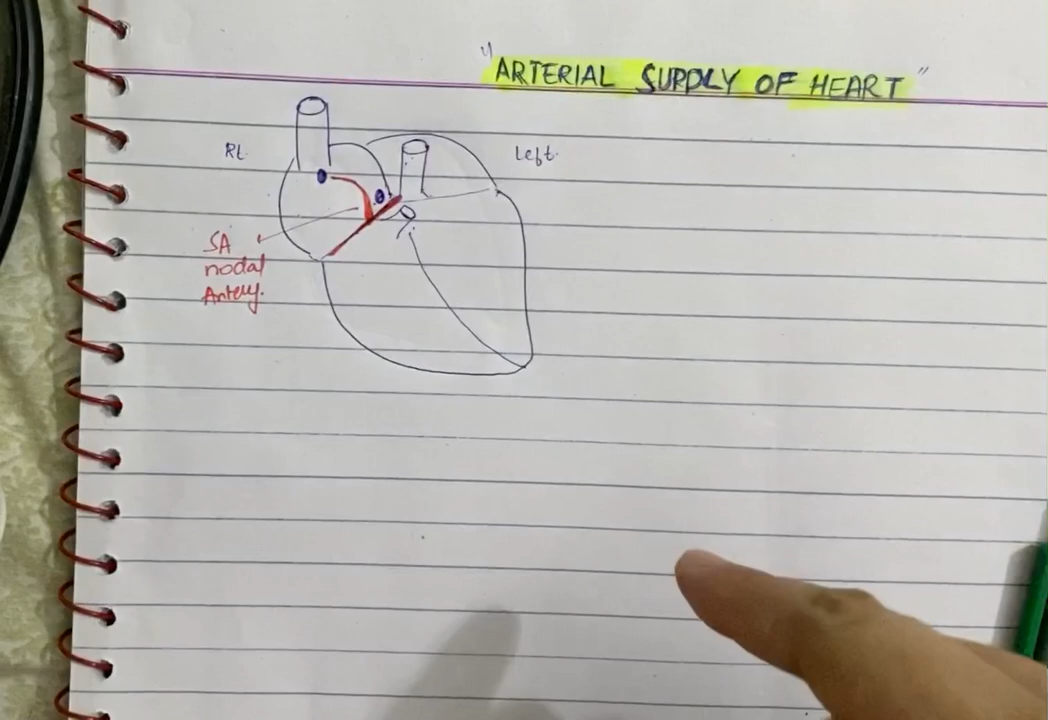 "ARTERIAL SUPPLY OF HEART"
Rt.
Left.
SA
nodal
Artery.